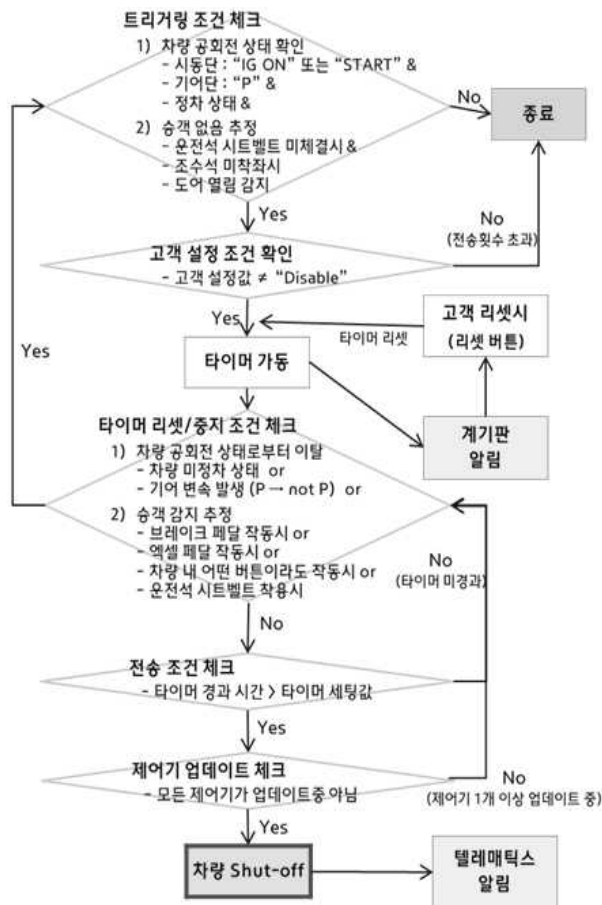 트리거링 조건 체크
1) 차량 공회전 상태 확인
- 시동단 : “IG ON” 또는 “START” &
- 기어단 : “P” &
- 정차 상태 &
2) 승객 없음 추정
- 운전석 시트벨트 미체결시 &
- 조수석 미착좌시
- 도어 열림 감지
No
종료
Yes
No
(전송횟수 초과)
고객 설정 조건 확인
- 고객 설정값 ≠ “Disable”
Yes
타이머 리셋
고객 리셋시
(리셋 버튼)
Yes
타이머 가동
계기판
알림
타이머 리셋/중지 조건 체크
1) 차량 공회전 상태로부터 이탈
- 차량 미정차 상태 or
- 기어 변속 발생 (P → not P) or
2) 승객 감지 추정
- 브레이크 페달 작동시 or
- 엑셀 페달 작동시 or
- 차량 내 어떤 버튼이라도 작동시 or
- 운전석 시트벨트 착용시
No
(타이머 미경과)
No
전송 조건 체크
- 타이머 경과 시간 > 타이머 세팅값
Yes
제어기 업데이트 체크
- 모든 제어기가 업데이트중 아님
No
(제어기 1개 이상 업데이트 중)
Yes
차량 Shut-off
텔레매틱스
알림